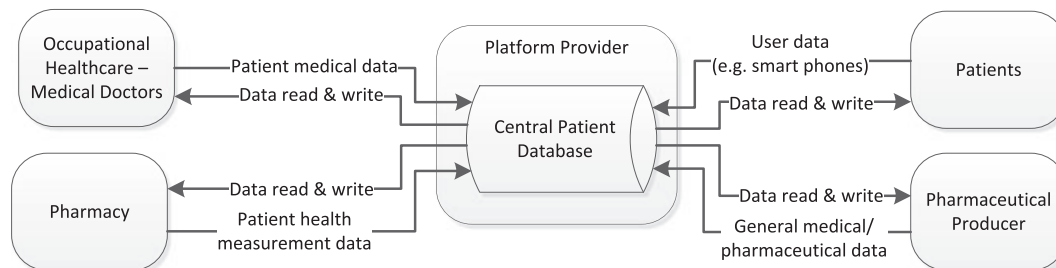 Occupational
Healthcare –
Medical Doctors
Patient medical data
Data read & write
Platform Provider
Central Patient
Database
User data
(e.g. smart phones)
Data read & write
Patients
Pharmacy
Data read & write
Patient health
measurement data
Data read & write
General medical/
pharmaceutical data
Pharmaceutical
Producer